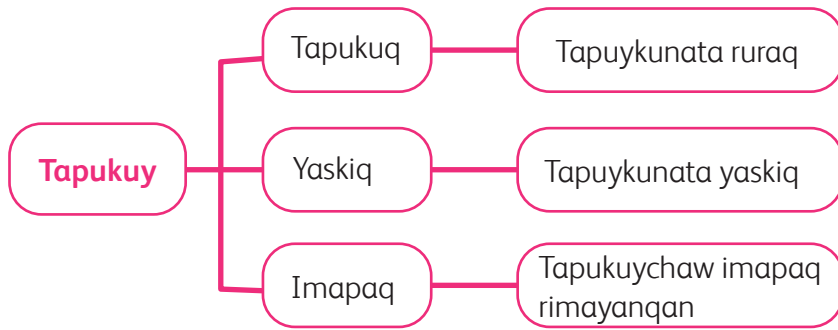 Tapukuy
Tapukuq
Tapuykunata ruraq
Yaskiq
Tapuykunata yaskiq
Imapaq
Tapukuychaw imapaq
rimayanqan